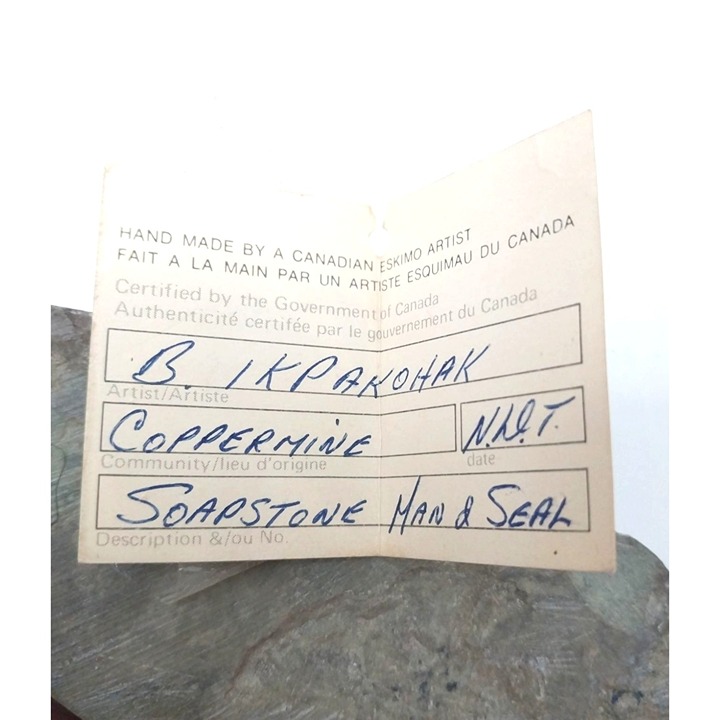 HAND MADE BY A CANADIAN ESKIMO ARTIST
FAIT A LA MAIN PAR UN ARTISTE ESQUIMAU DU CANADA
Certified by the Government of Canada
Authenticité certifée par le gouvernement du Canada
B. IKPAKOHAK
Artist/Artiste
COPPERMINE N.W.T.
Community/lieu d'origine date
SOAPSTONE MAN & SEAL
Description &/ou No.